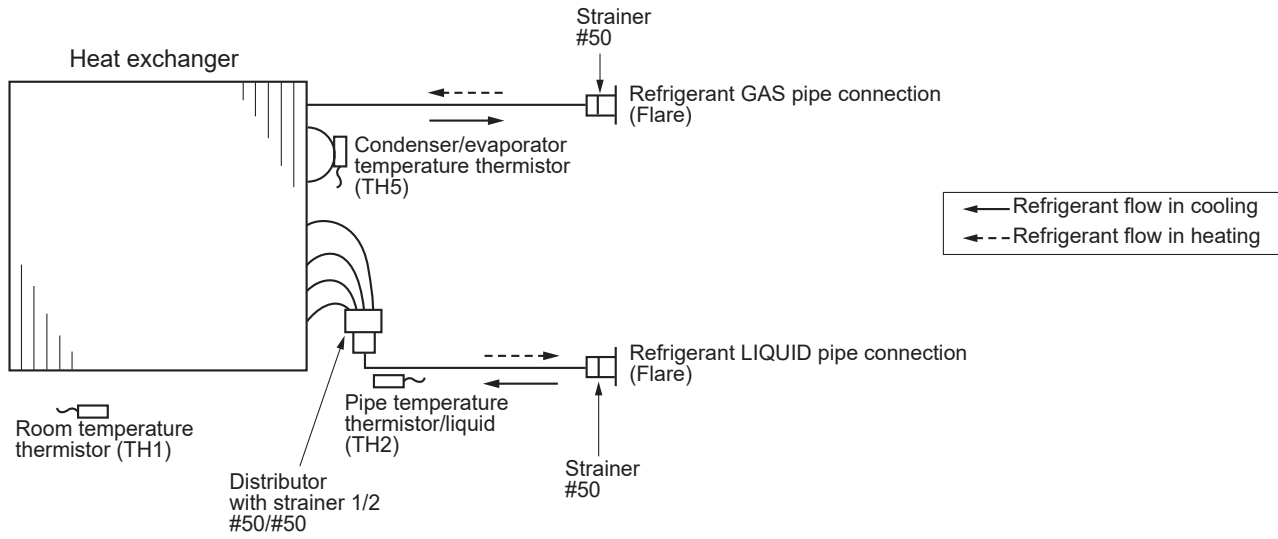 Strainer
#50
Heat exchanger
Refrigerant GAS pipe connection
(Flare)
Condenser/evaporator
temperature thermistor
(TH5)
Refrigerant flow in cooling
Refrigerant flow in heating
Refrigerant LIQUID pipe connection
(Flare)
Pipe temperature
thermistor/liquid
(TH2)
Room temperature
thermistor (TH1)
Strainer
#50
Distributor
with strainer 1/2
#50/#50